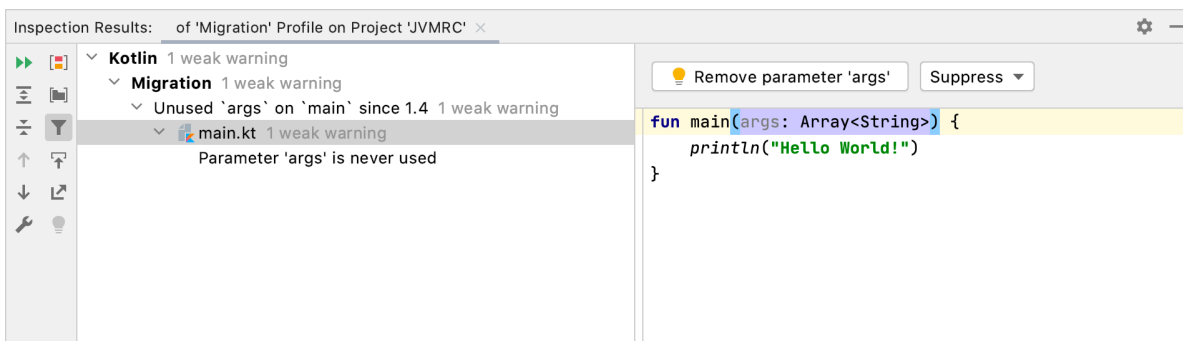 Inspection Results: of 'Migration' Profile on Project 'JVMRC'
Kotlin 1 weak warning
Migration 1 weak warning
Unused `args` on `main` since 1.4 1 weak warning
main.kt 1 weak warning
Parameter 'args' is never used
Remove parameter 'args' Suppress
fun main(args: Array<String>) {
    println("Hello World!")
}